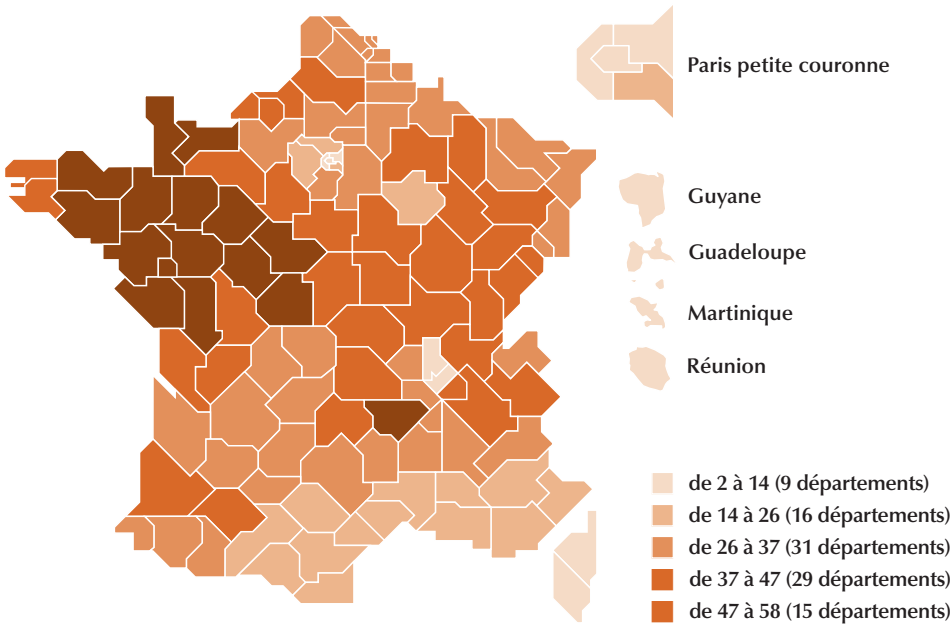 Paris petite couronne
Guyane
Guadeloupe
Martinique
Réunion
de 2 à 14 (9 départements)
de 14 à 26 (16 départements)
de 26 à 37 (31 départements)
de 37 à 47 (29 départements)
de 47 à 58 (15 départements)